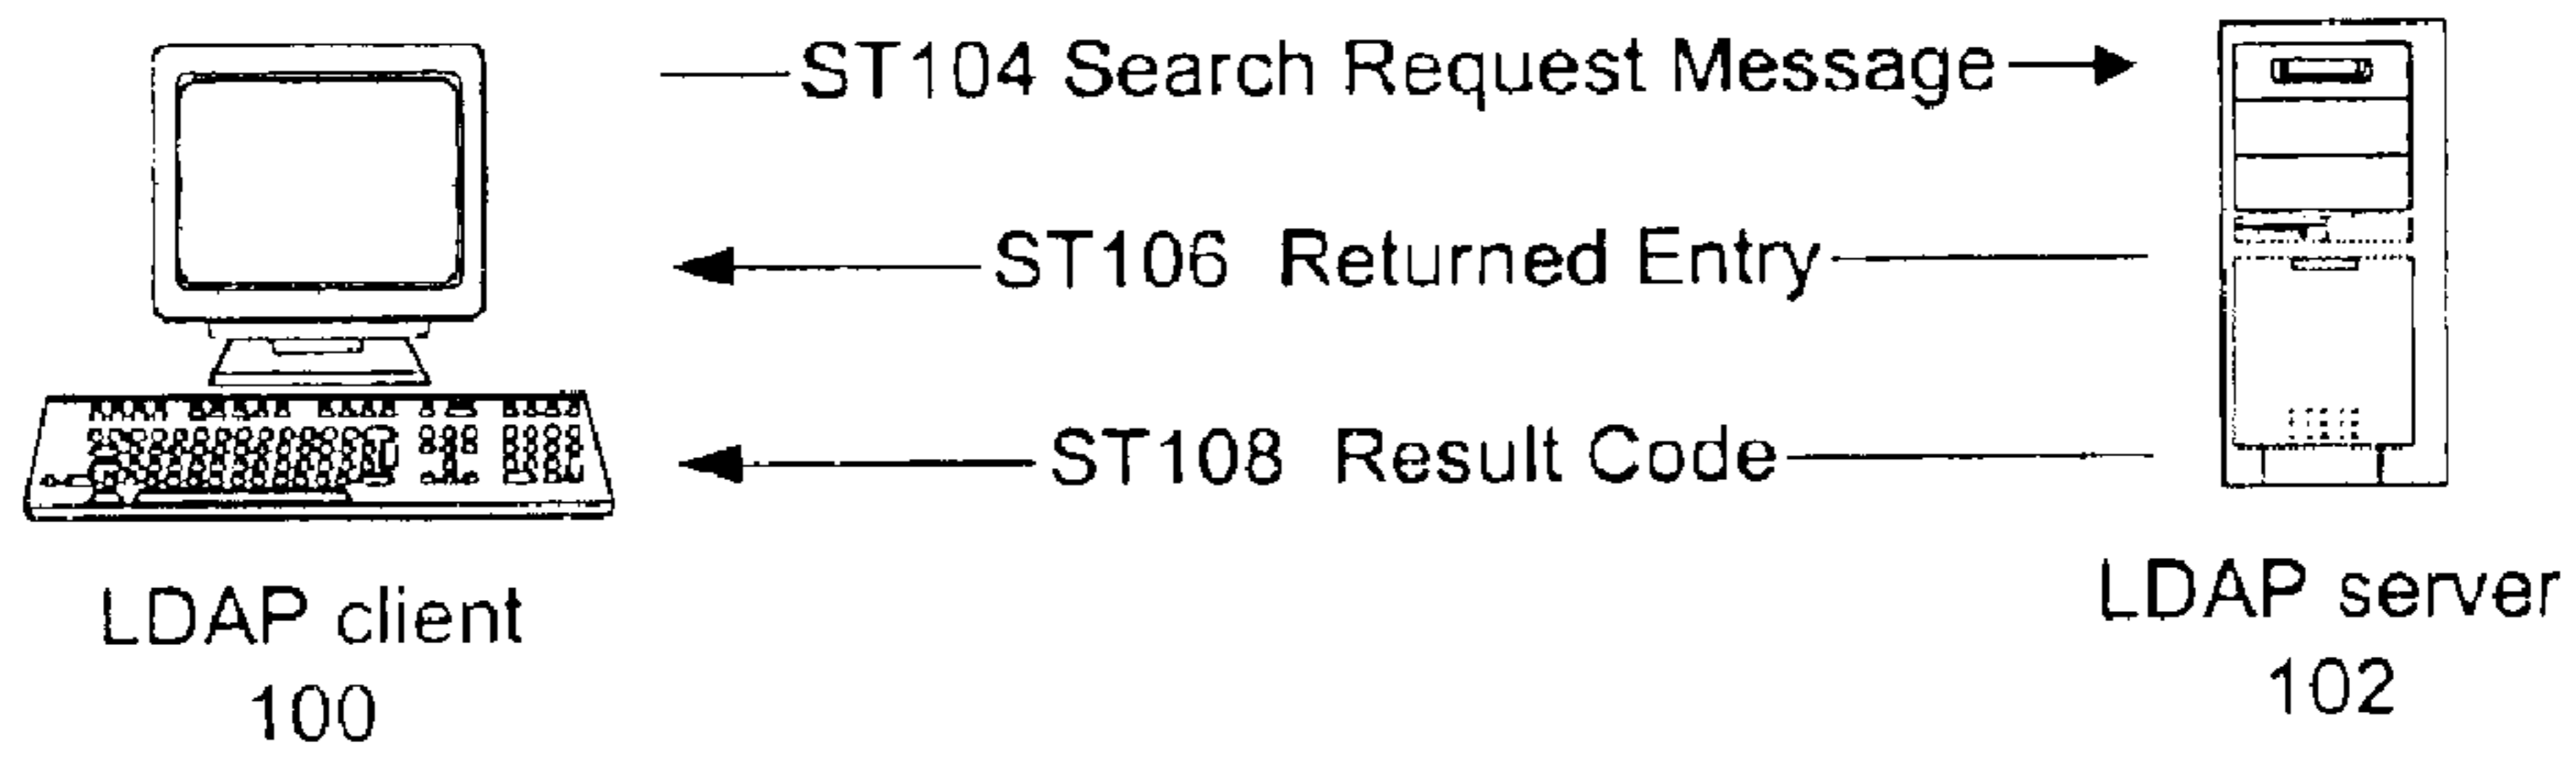 ST104 Search Request Message
ST106 Returned Entry
ST108 Result Code
LDAP client
100
LDAP server
102